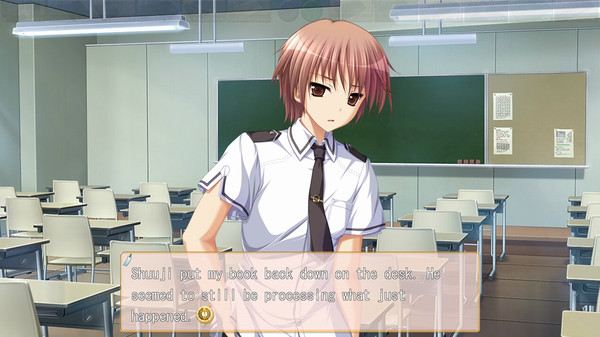 Shuuji put my book back down on the desk. He
seemed to still be processing what just
happened.